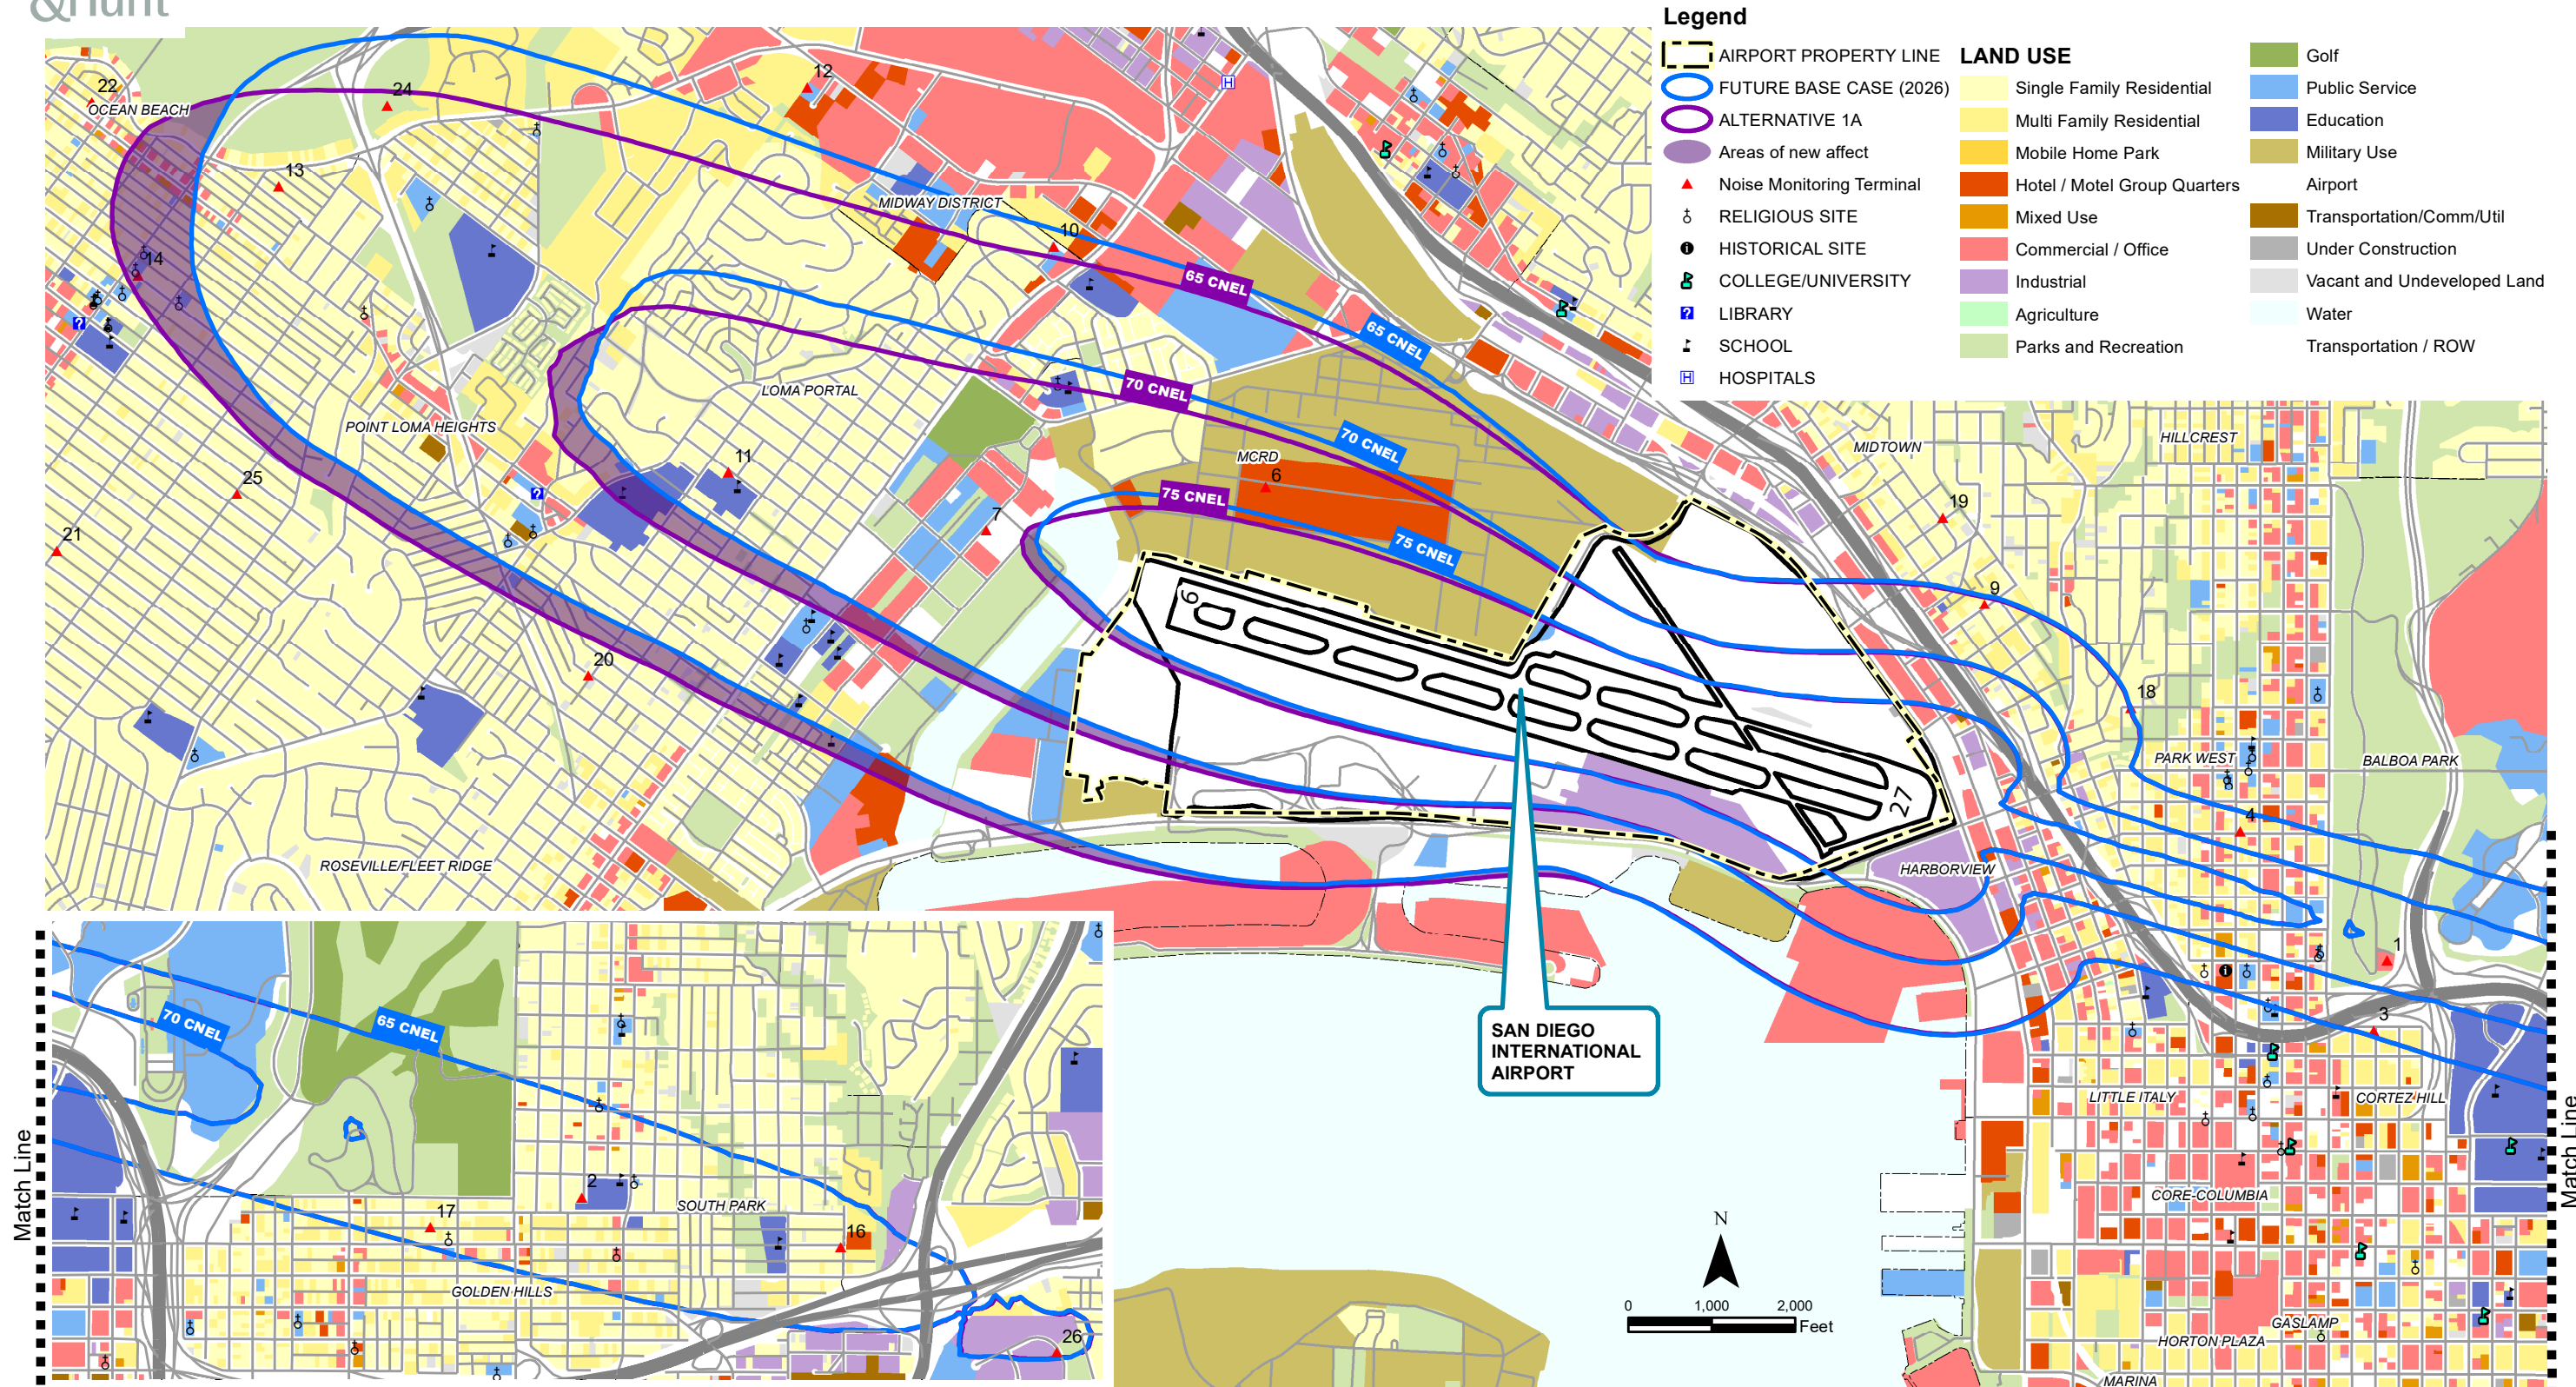 &Hunt
Legend
AIRPORT PROPERTY LINE
FUTURE BASE CASE (2026)
ALTERNATIVE 1A
Areas of new affect
Noise Monitoring Terminal
RELIGIOUS SITE
HISTORICAL SITE
COLLEGE/UNIVERSITY
LIBRARY
SCHOOL
HOSPITALS
LAND USE
Single Family Residential
Multi Family Residential
Mobile Home Park
Hotel / Motel Group Quarters
Mixed Use
Commercial / Office
Industrial
Agriculture
Parks and Recreation
Golf
Public Service
Education
Military Use
Airport
Transportation/Comm/Util
Under Construction
Vacant and Undeveloped Land
Water
Transportation / ROW
22
OCEAN BEACH
24
12
13
MIDWAY DISTRICT
10
14
65 CNEL
65 CNEL
70 CNEL
LOMA PORTAL
POINT LOMA HEIGHTS
70 CNEL
MCRD
6
11
25
75 CNEL
7
75 CNEL
21
MIDTOWN
HILLCREST
19
9
9
20
18
PARK WEST
BALBOA PARK
27
4
ROSEVILLE/FLEET RIDGE
HARBORVIEW
1
3
SAN DIEGO
INTERNATIONAL
AIRPORT
LITTLE ITALY
CORTEZ HILL
CORE-COLUMBIA
GASLAMP
HORTON PLAZA
MARINA
N
0 1,000 2,000
Feet
Match Line
Match Line
70 CNEL
65 CNEL
2
17
SOUTH PARK
16
GOLDEN HILLS
26